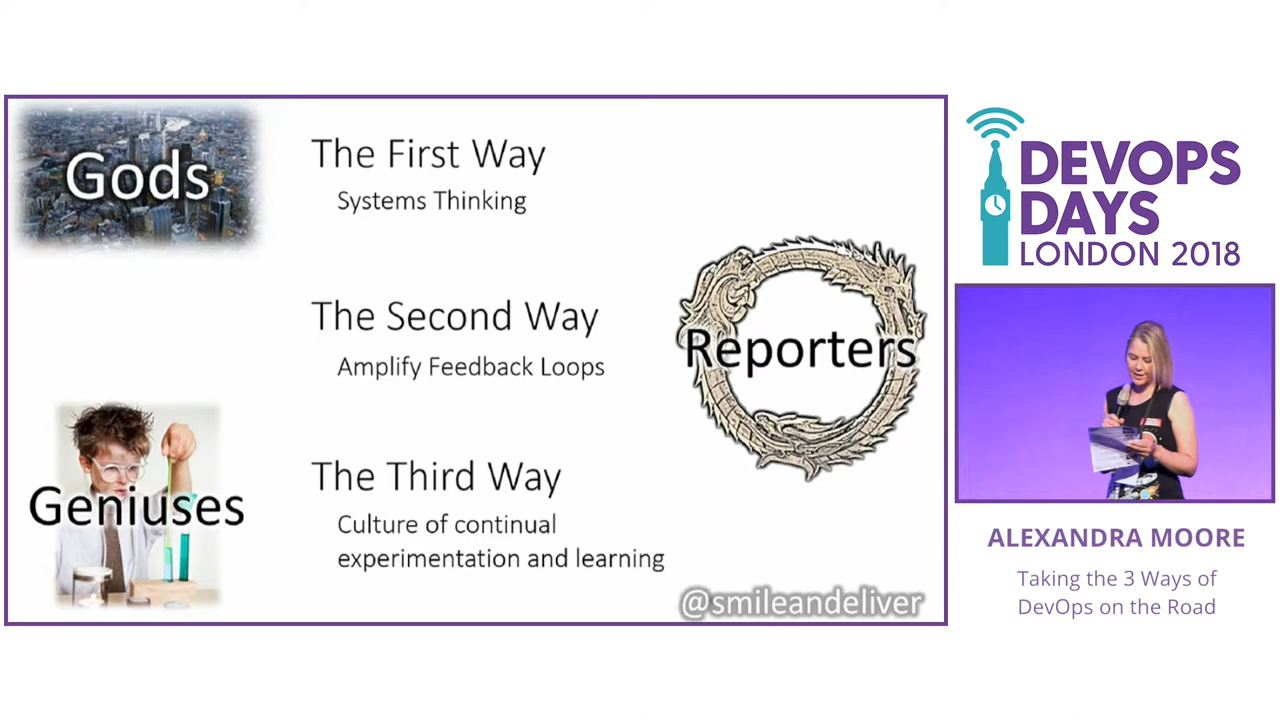 Gods
The First Way
Systems Thinking
The Second Way
Amplify Feedback Loops
Reporters
Geniuses
The Third Way
Culture of continual
experimentation and learning
@smileandeliver
DEVOPS
DAYS
LONDON 2018
ALEXANDRA MOORE
Taking the 3 Ways of
DevOps on the Road